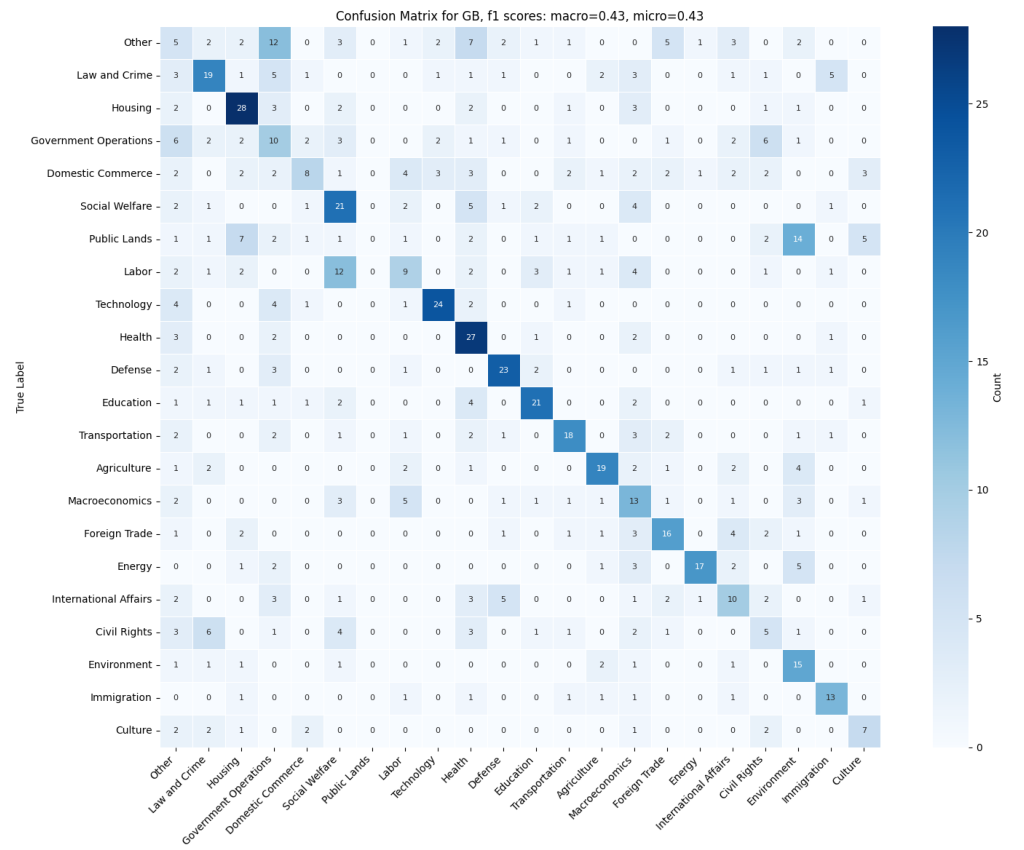 Confusion Matrix for GB, f1 scores: macro=0.43, micro=0.43
Other 5 2 2 12 0 3 0 1 2 7 2 1 1 0 0 5 1 3 0 2 0 0
Law and Crime 3 19 1 5 1 0 0 0 1 1 1 0 0 2 3 0 0 1 1 0 5 0
Housing 2 0 28 3 0 2 0 0 0 2 0 0 1 0 3 0 0 0 1 1 0 0
Government Operations 6 2 2 10 2 3 0 0 2 1 1 0 1 0 0 1 0 2 6 1 0 0
Domestic Commerce 2 0 2 2 8 1 0 4 3 3 0 0 2 1 2 2 1 2 2 0 0 3
Social Welfare 2 1 0 0 1 21 0 2 0 5 1 2 0 0 4 0 0 0 0 0 1 0
Public Lands 1 1 7 2 1 1 0 1 0 2 0 1 1 1 0 0 0 0 2 14 0 5
Labor 2 1 2 0 0 12 0 9 0 2 0 3 1 1 4 0 0 0 1 0 1 0
Technology 4 0 0 4 1 0 0 1 24 2 0 0 1 0 0 0 0 0 0 0 0 0
Health 3 0 0 2 0 0 0 0 0 27 0 1 0 0 2 0 0 0 0 0 1 0
Defense 2 1 0 3 0 0 0 1 0 0 23 2 0 0 0 0 0 1 1 1 1 0
Education 1 1 1 1 1 2 0 0 0 4 0 21 0 0 2 0 0 0 0 0 0 1
Transportation 2 0 0 2 0 1 0 1 0 2 1 0 18 0 3 2 0 0 0 1 1 0
Agriculture 1 2 0 0 0 0 0 2 0 1 0 0 0 19 2 1 0 2 0 4 0 0
Macroeconomics 2 0 0 0 0 3 0 5 0 0 1 1 1 1 13 1 0 1 0 3 0 1
Foreign Trade 1 0 2 0 0 0 0 0 0 0 1 0 1 1 3 16 0 4 2 1 0 0
Energy 0 0 1 2 0 0 0 0 0 0 0 0 0 1 3 0 17 2 0 5 0 0
International Affairs 2 0 0 3 0 1 0 0 0 3 5 0 0 0 1 2 1 10 2 0 0 1
Civil Rights 3 6 0 1 0 4 0 0 0 3 0 1 1 0 2 1 0 0 5 1 0 0
Environment 1 1 1 0 0 1 0 0 0 0 0 0 0 2 1 0 0 1 0 15 0 0
Immigration 0 0 1 0 0 0 0 1 0 1 0 0 1 1 1 0 0 1 0 0 13 0
Culture 2 2 1 0 2 0 0 0 0 0 0 0 0 0 1 0 0 0 2 0 0 7
True Label
Other
Law and Crime
Housing
Government Operations
Domestic Commerce
Social Welfare
Public Lands
Labor
Technology
Health
Defense
Education
Transportation
Agriculture
Macroeconomics
Foreign Trade
Energy
International Affairs
Civil Rights
Environment
Immigration
Culture
25
20
15
10
5
0
Count